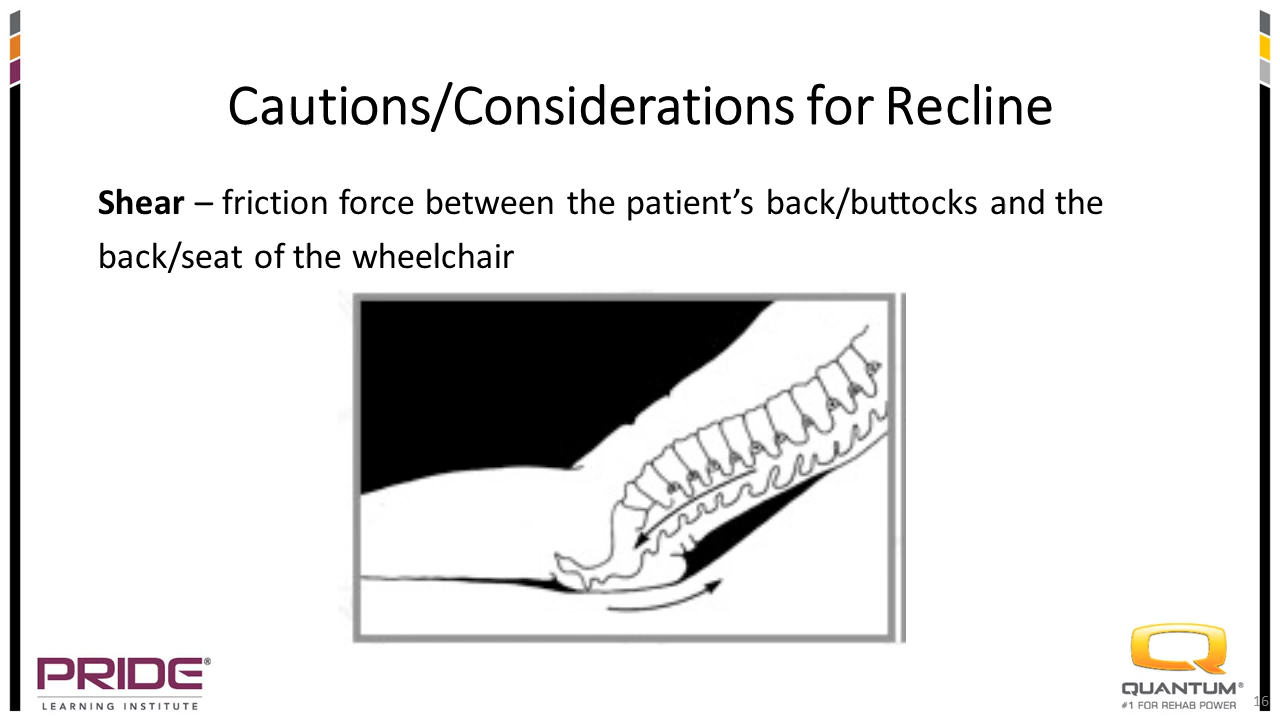 Cautions/Considerations for Recline
Shear – friction force between the patient’s back/buttocks and the
back/seat of the wheelchair
PRIDE®
LEARNING INSTITUTE
QUANTUM®
#1 FOR REHAB POWER
16